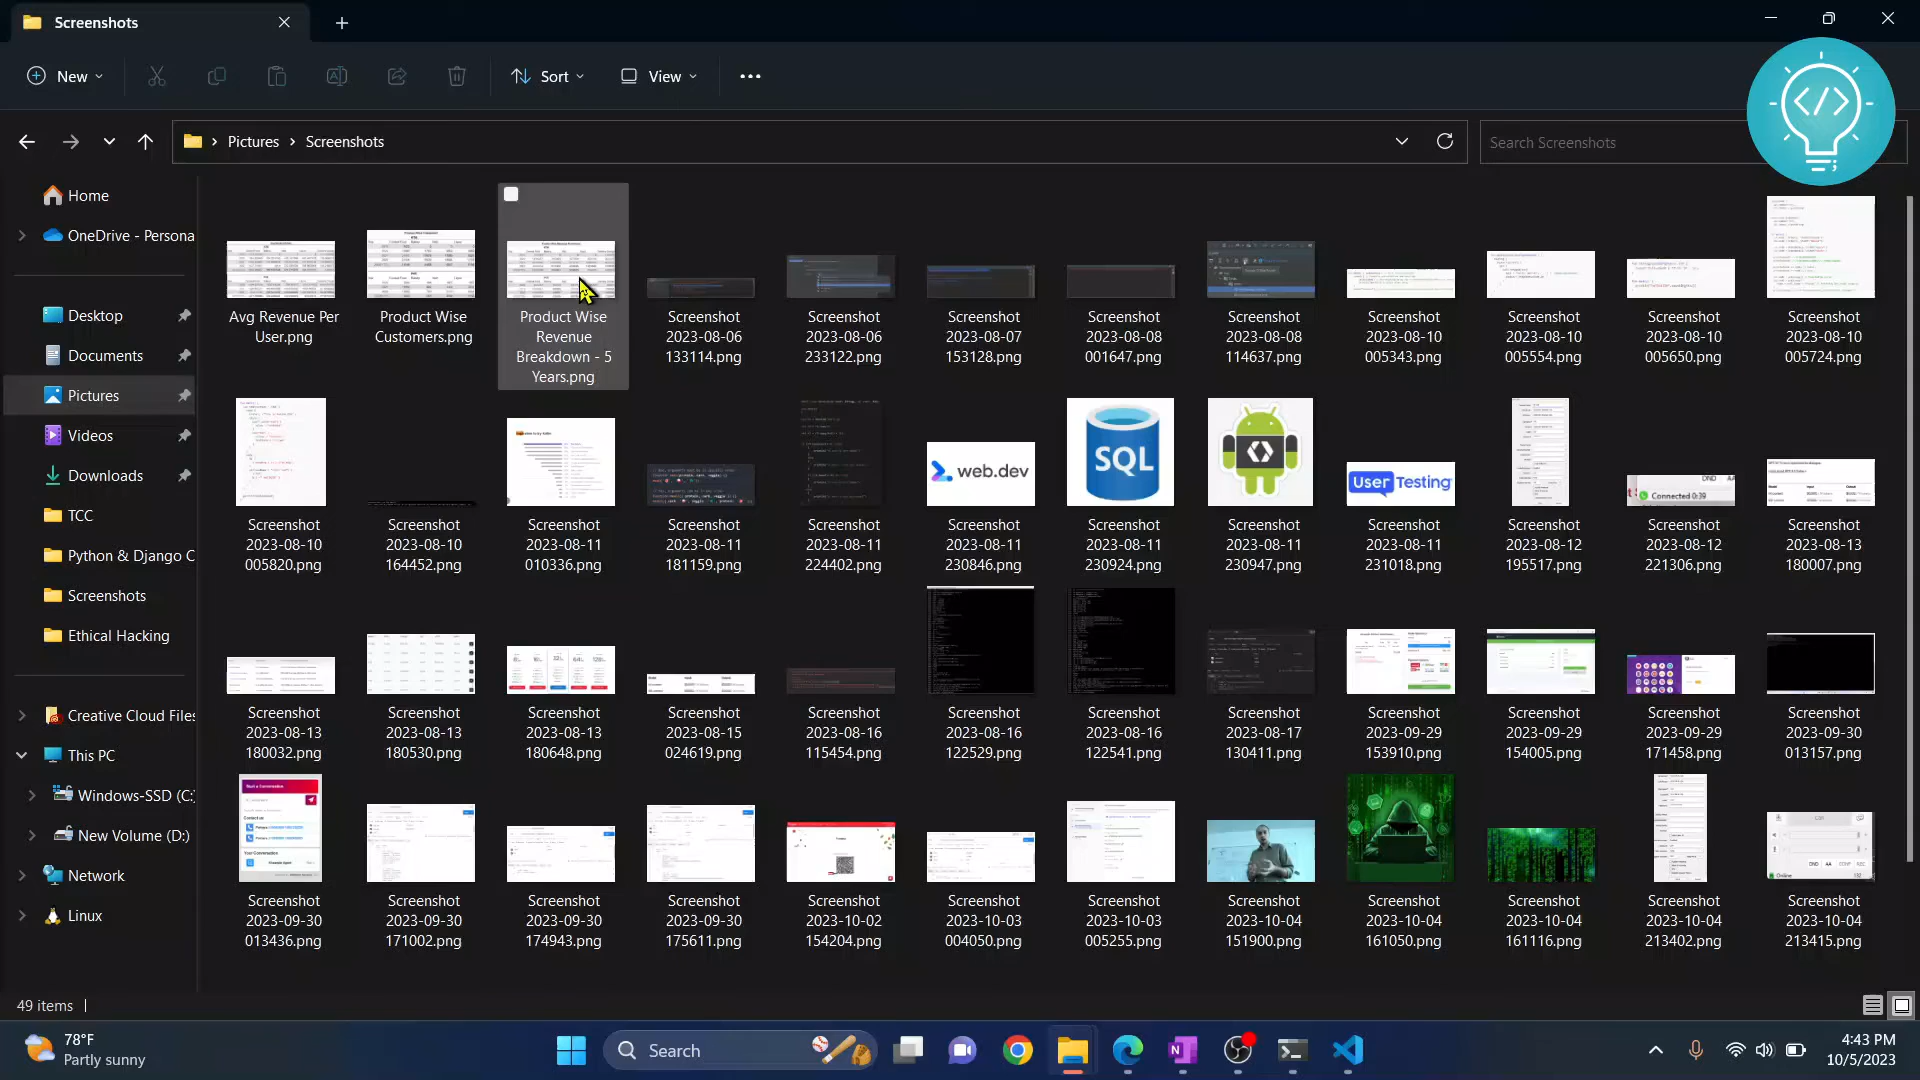 Screenshots
New
Sort
View
Pictures
Screenshots
Search Screenshots
</>
Home
OneDrive - Persona
Desktop
Documents
Pictures
Videos
Downloads
TCC
Python & Django C
Screenshots
Ethical Hacking
Creative Cloud Files
This PC
Windows-SSD (C:)
New Volume (D:)
Network
Linux
Avg Revenue Per
User.png
Product Wise
Customers.png
Product Wise
Revenue
Breakdown - 5
Years.png
Screenshot
2023-08-06
133114.png
Screenshot
2023-08-06
233122.png
Screenshot
2023-08-07
153128.png
Screenshot
2023-08-08
001647.png
Screenshot
2023-08-08
114637.png
Screenshot
2023-08-10
005343.png
Screenshot
2023-08-10
005554.png
Screenshot
2023-08-10
005650.png
Screenshot
2023-08-10
005724.png
web.dev
SQL
User Testing
DND
Connected 0:39
Screenshot
2023-08-10
005820.png
Screenshot
2023-08-10
164452.png
Screenshot
2023-08-11
010336.png
Screenshot
2023-08-11
181159.png
Screenshot
2023-08-11
224402.png
Screenshot
2023-08-11
230846.png
Screenshot
2023-08-11
230924.png
Screenshot
2023-08-11
230947.png
Screenshot
2023-08-11
231018.png
Screenshot
2023-08-12
195517.png
Screenshot
2023-08-12
221306.png
Screenshot
2023-08-13
180007.png
Screenshot
2023-08-13
180032.png
Screenshot
2023-08-13
180530.png
Screenshot
2023-08-13
180648.png
Screenshot
2023-08-15
024619.png
Screenshot
2023-08-16
115454.png
Screenshot
2023-08-16
122529.png
Screenshot
2023-08-16
122541.png
Screenshot
2023-08-17
130411.png
Screenshot
2023-09-29
153910.png
Screenshot
2023-09-29
154005.png
Screenshot
2023-09-29
171458.png
Screenshot
2023-09-30
013157.png
Screenshot
2023-09-30
013436.png
Screenshot
2023-09-30
171002.png
Screenshot
2023-09-30
174943.png
Screenshot
2023-09-30
175611.png
Screenshot
2023-10-02
154204.png
Screenshot
2023-10-03
004050.png
Screenshot
2023-10-03
005255.png
Screenshot
2023-10-04
151900.png
Screenshot
2023-10-04
161050.png
Screenshot
2023-10-04
161116.png
Screenshot
2023-10-04
213402.png
Screenshot
2023-10-04
213415.png
49 items
78°F
Partly sunny
Search
4:43 PM
10/5/2023